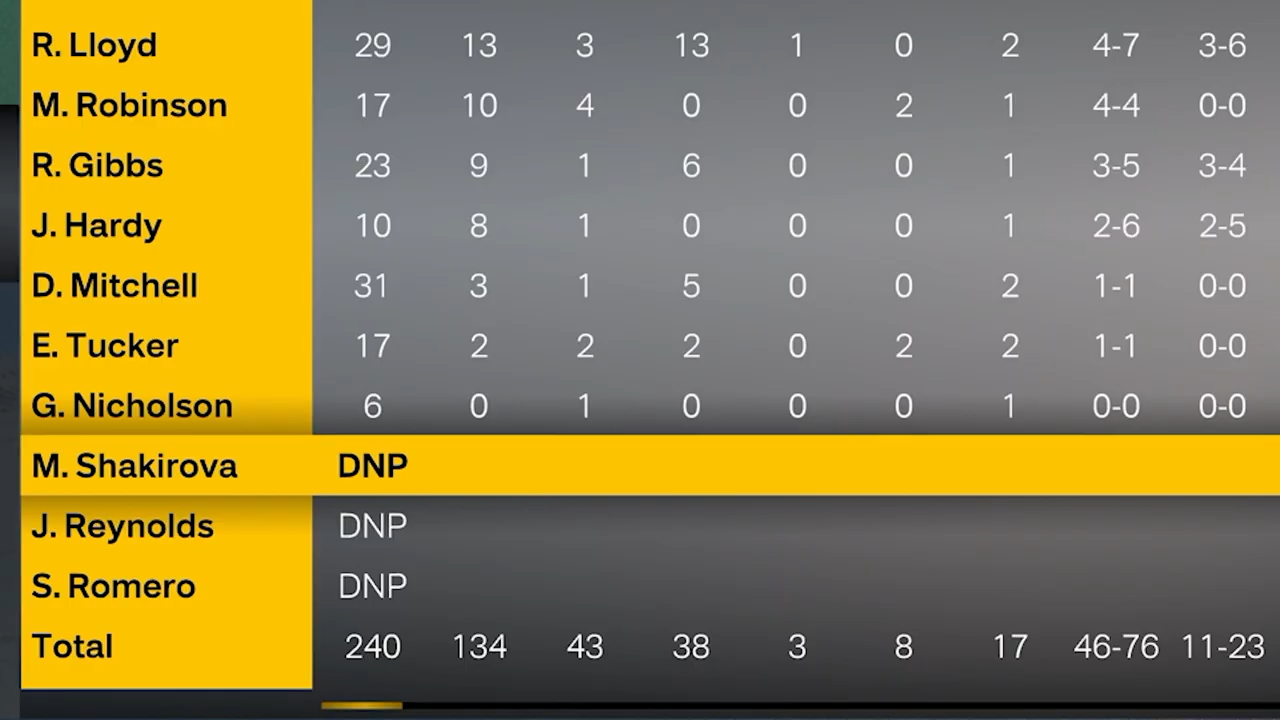 R. Lloyd 29 13 3 13 1 0 2 4-7 3-6
M. Robinson 17 10 4 0 0 2 1 4-4 0-0
R. Gibbs 23 9 1 6 0 0 1 3-5 3-4
J. Hardy 10 8 1 0 0 0 1 2-6 2-5
D. Mitchell 31 3 1 5 0 0 2 1-1 0-0
E. Tucker 17 2 2 2 0 2 2 1-1 0-0
G. Nicholson 6 0 1 0 0 0 1 0-0 0-0
M. Shakirova DNP
J. Reynolds DNP
S. Romero DNP
Total 240 134 43 38 3 8 17 46-76 11-23